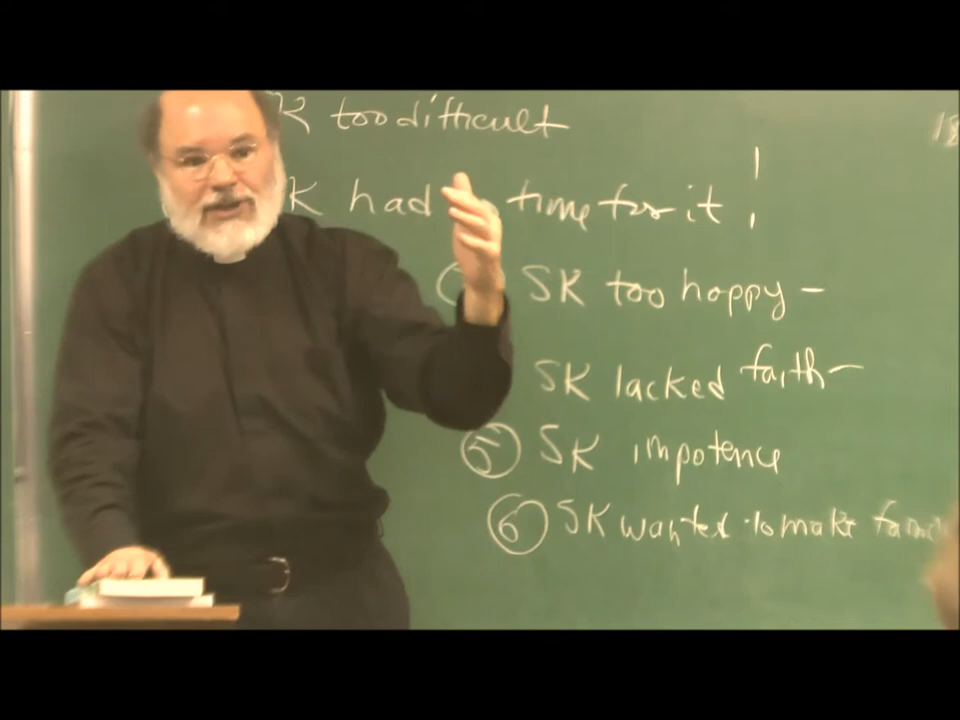 K too difficult
K had time for it!
SK too happy –
SK lacked faith –
⑤ SK impotence
⑥ SK wanted to make